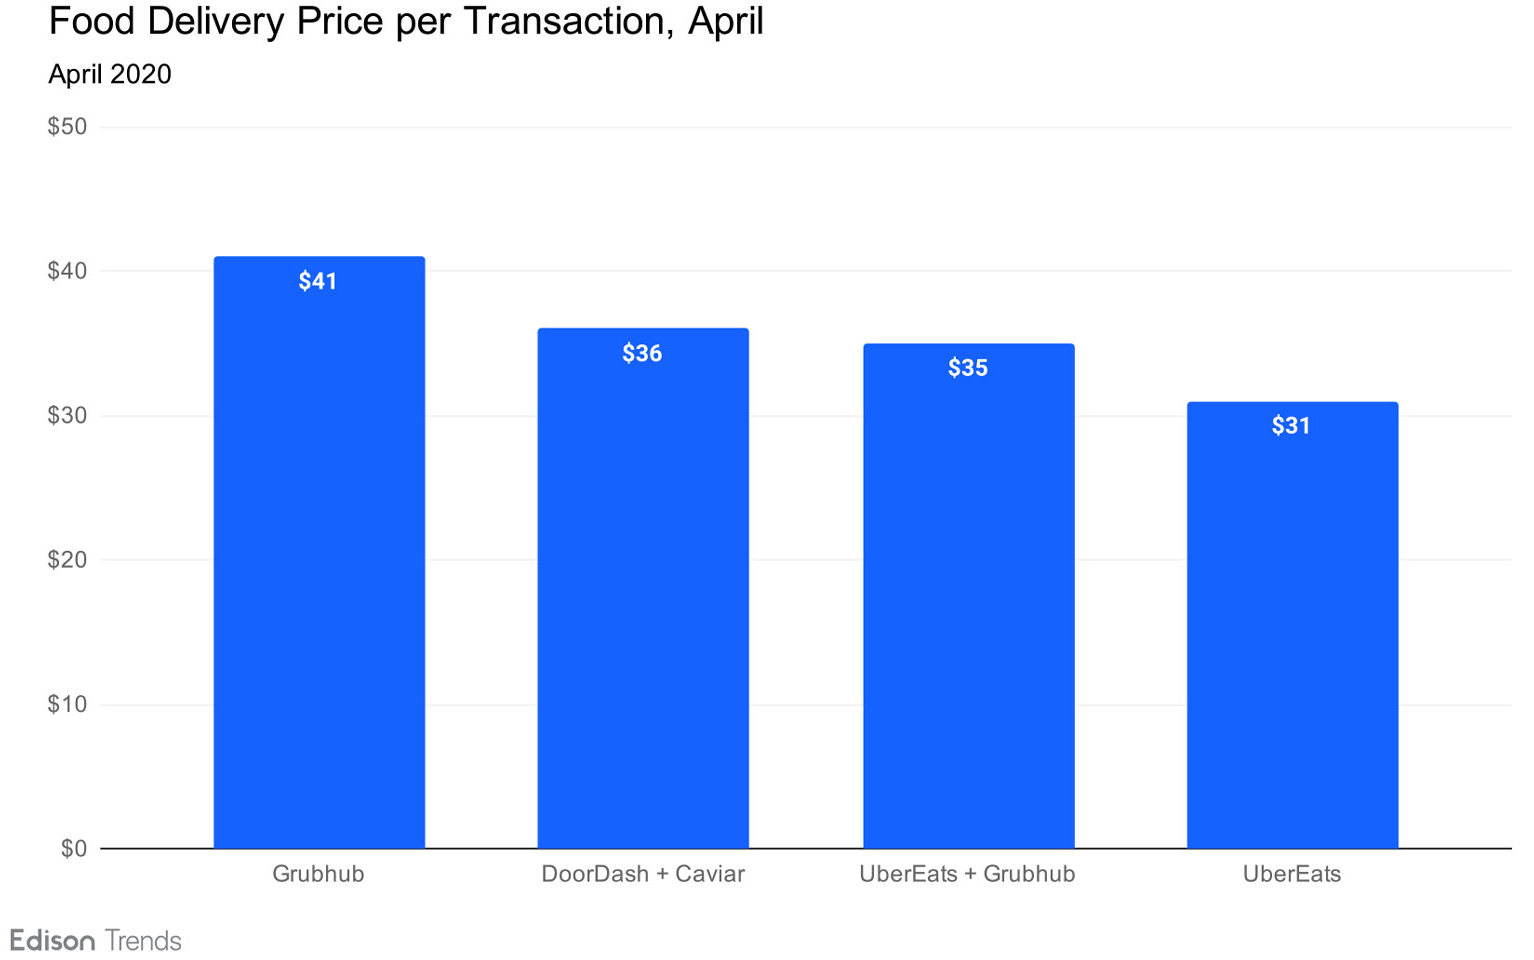 Food Delivery Price per Transaction, April
April 2020
$50
$40
$30
$20
$10
$0
$41
$36
$35
$31
Grubhub
DoorDash + Caviar
UberEats + Grubhub
UberEats
Edison Trends